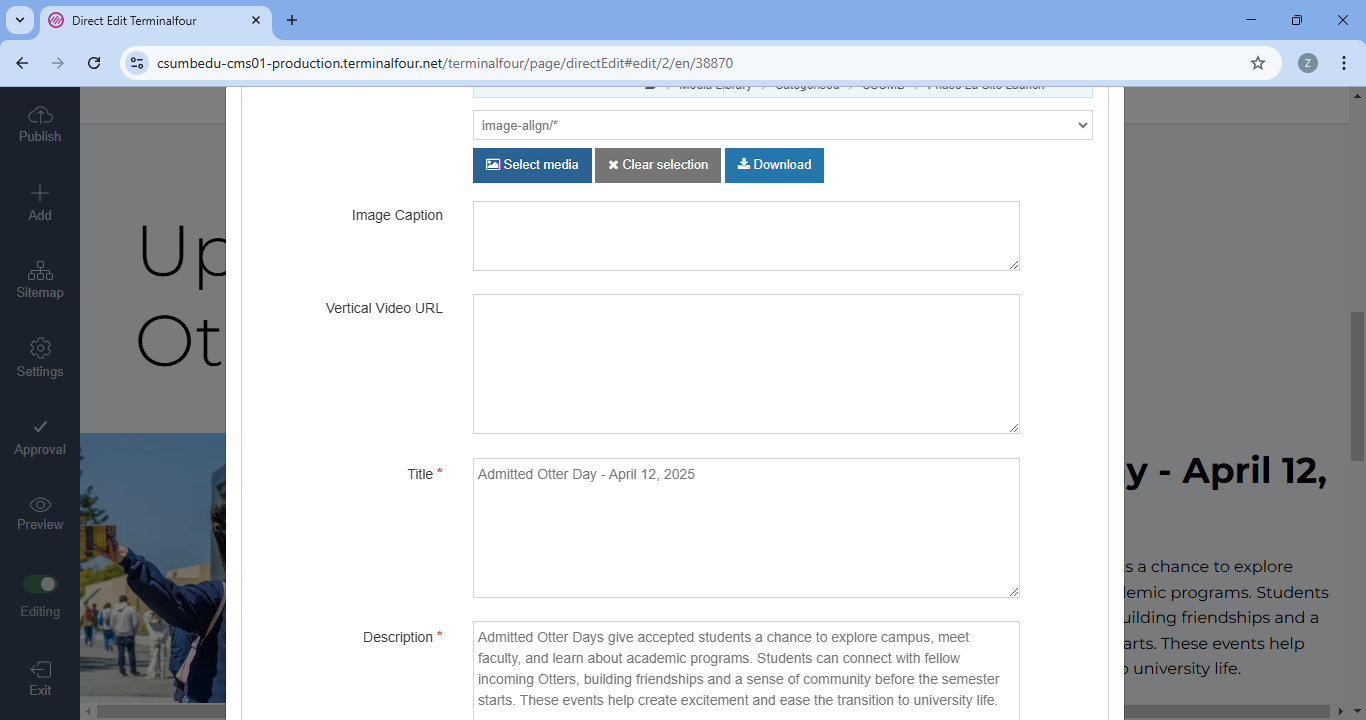 Direct Edit Terminalfour
csumbedu-cms01-production.terminalfour.net/terminalfour/page/directEdit#edit/2/en/38870
Z
Media Library > Categorised > CSUMB > Phase 2a Site Launch
image-align/*
Select media
Clear selection
Download
Publish
Add
Sitemap
Settings
Approval
Preview
Editing
Exit
Up
Ot
Image Caption
Vertical Video URL
Title *
Admitted Otter Day - April 12, 2025
Description *
Admitted Otter Days give accepted students a chance to explore campus, meet
faculty, and learn about academic programs. Students can connect with fellow
incoming Otters, building friendships and a sense of community before the semester
starts. These events help create excitement and ease the transition to university life.
y - April 12,
s a chance to explore
demic programs. Students
uilding friendships and a
arts. These events help
o university life.